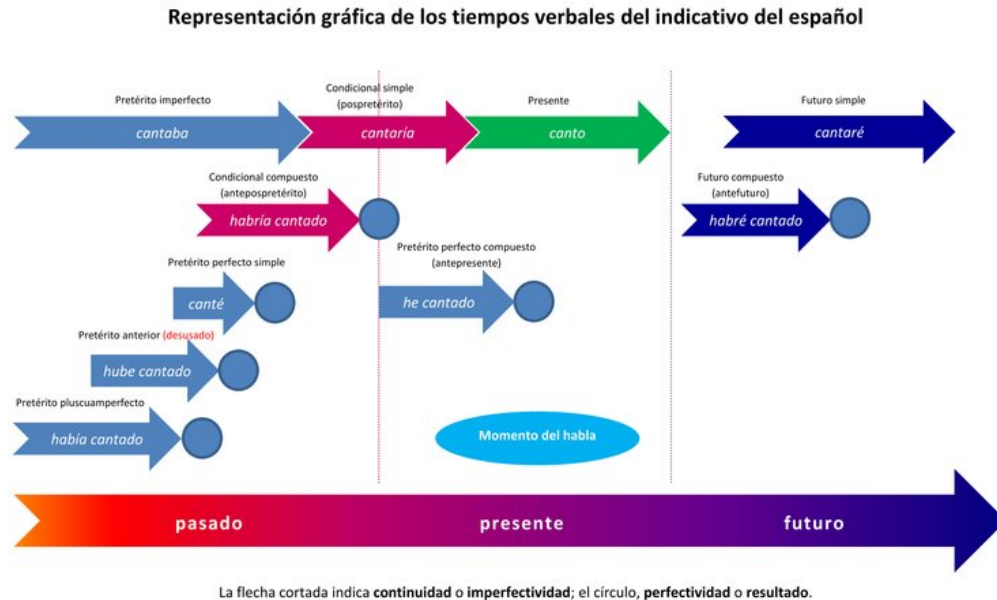 Representación gráfica de los tiempos verbales del indicativo del español
Pretérito imperfecto
cantaba
Condicional simple
(pospretérito)
cantaría
Presente
canto
Futuro simple
cantaré
Condicional compuesto
(antepospretérito)
habría cantado
Futuro compuesto
(antefuturo)
habré cantado
Pretérito perfecto simple
canté
Pretérito perfecto compuesto
(antepresente)
he cantado
Pretérito anterior (desusado)
hube cantado
Pretérito pluscuamperfecto
había cantado
Momento del habla
pasado
presente
futuro
La flecha cortada indica continuidad o imperfectividad; el círculo, perfectividad o resultado.